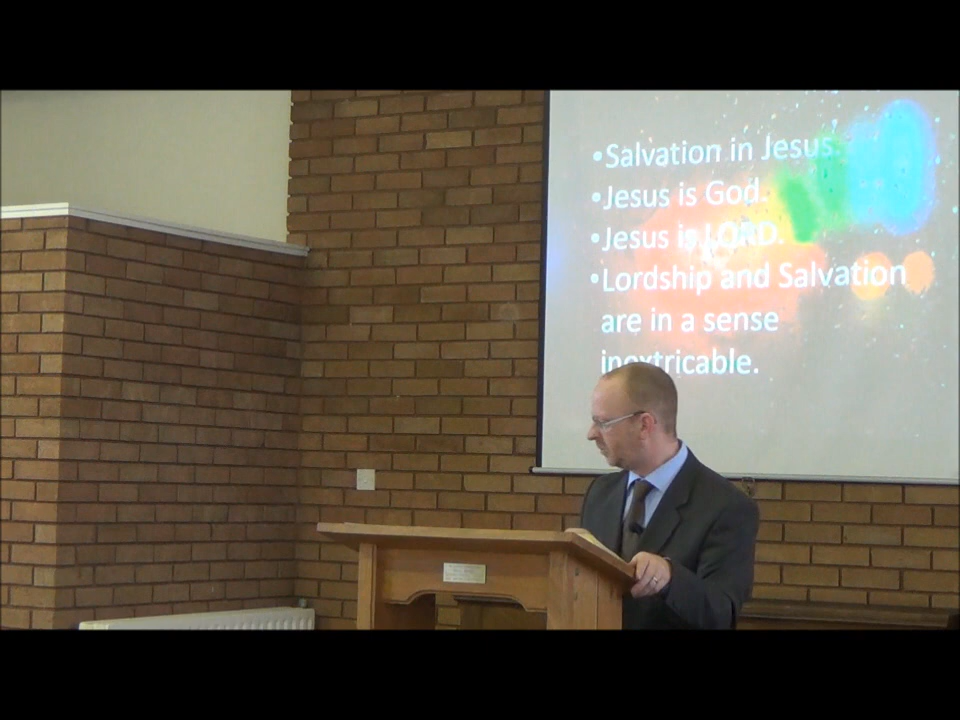 •Salvation in Jesus.
•Jesus is God.
•Jesus is LORD.
•Lordship and Salvation
are in a sense
inextricable.